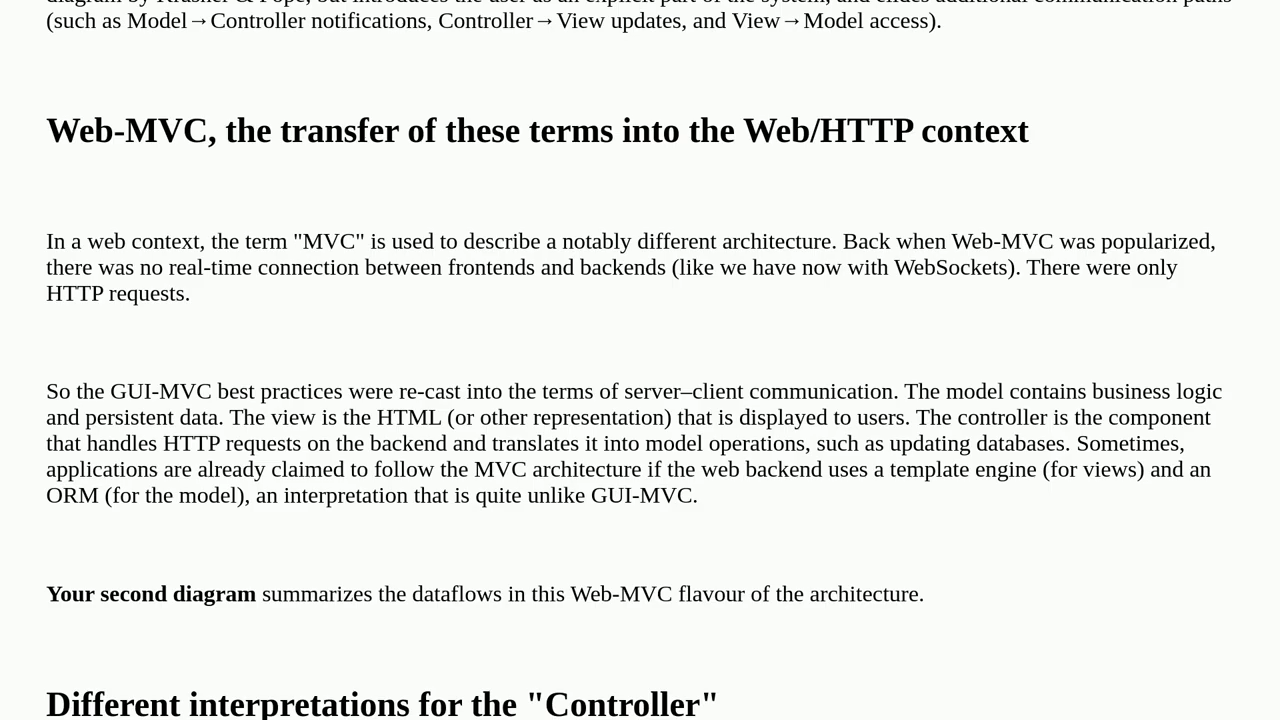 (such as Model→Controller notifications, Controller→View updates, and View→Model access).
Web-MVC, the transfer of these terms into the Web/HTTP context
In a web context, the term "MVC" is used to describe a notably different architecture. Back when Web-MVC was popularized,
there was no real-time connection between frontends and backends (like we have now with WebSockets). There were only
HTTP requests.
So the GUI-MVC best practices were re-cast into the terms of server–client communication. The model contains business logic
and persistent data. The view is the HTML (or other representation) that is displayed to users. The controller is the component
that handles HTTP requests on the backend and translates it into model operations, such as updating databases. Sometimes,
applications are already claimed to follow the MVC architecture if the web backend uses a template engine (for views) and an
ORM (for the model), an interpretation that is quite unlike GUI-MVC.
Your second diagram summarizes the dataflows in this Web-MVC flavour of the architecture.
Different interpretations for the "Controller"